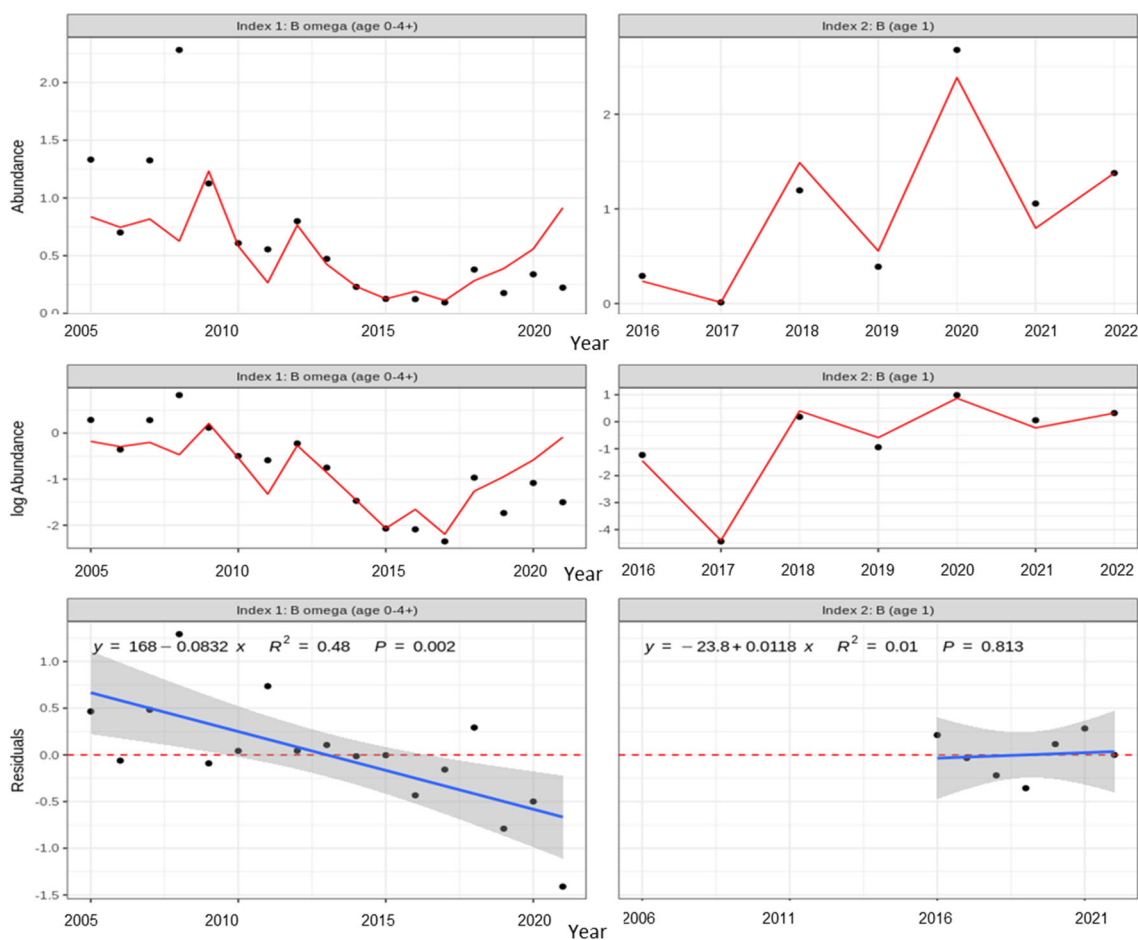 Index 1: B omega (age 0-4+)
Index 2: B (age 1)
Abundance
2.0
1.5
1.0
0.5
0.0
2
1
0
2005 2010 2015 2020
2016 2017 2018 2019 2020 2021 2022
Year
Index 1: B omega (age 0-4+)
Index 2: B (age 1)
log Abundance
0
-1
-2
1
0
-1
-2
-3
-4
2005 2010 2015 2020
2016 2017 2018 2019 2020 2021 2022
Year
Index 1: B omega (age 0-4+)
Index 2: B (age 1)
y = 168 − 0.0832 x R² = 0.48 P = 0.002
y = −23.8 + 0.0118 x R² = 0.01 P = 0.813
Residuals
1.0
0.5
0.0
-0.5
-1.0
-1.5
2005 2010 2015 2020
2006 2011 2016 2021
Year